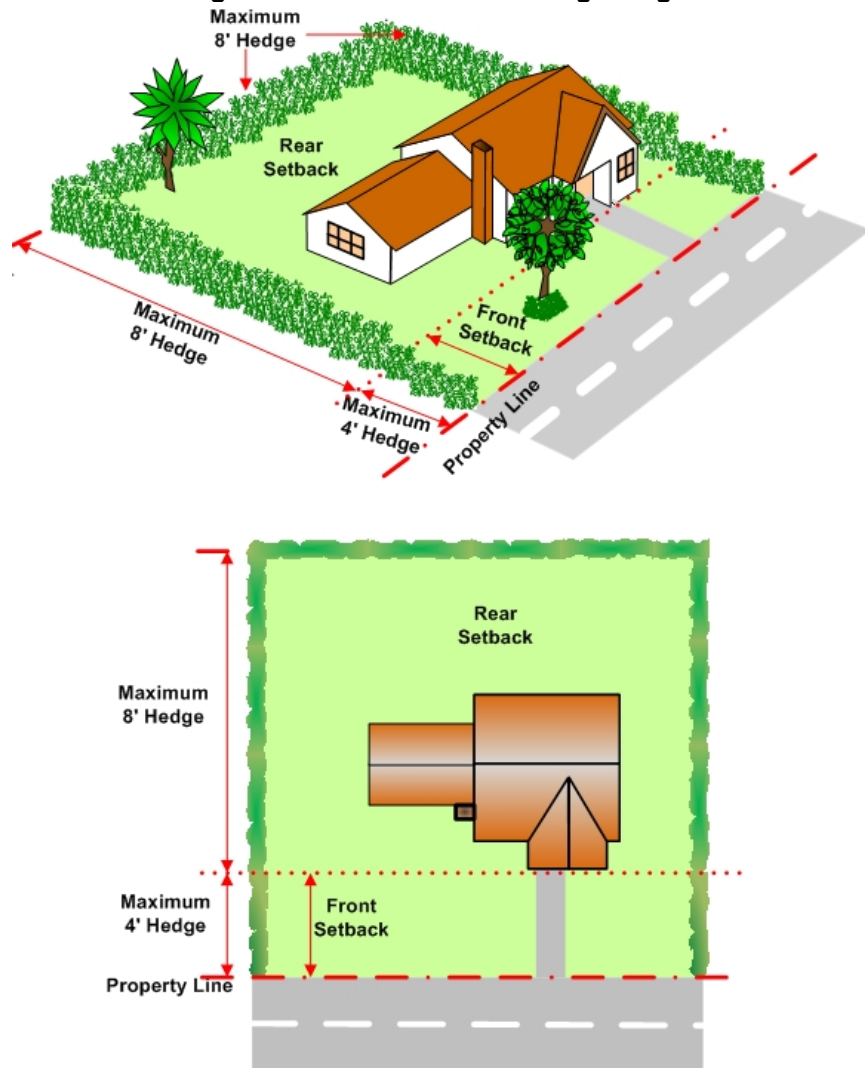 Maximum
8' Hedge
Rear
Setback
Maximum
8' Hedge
Front
Setback
Maximum
4' Hedge
Property Line
Rear
Setback
Maximum
8' Hedge
Maximum
4' Hedge
Front
Setback
Property Line